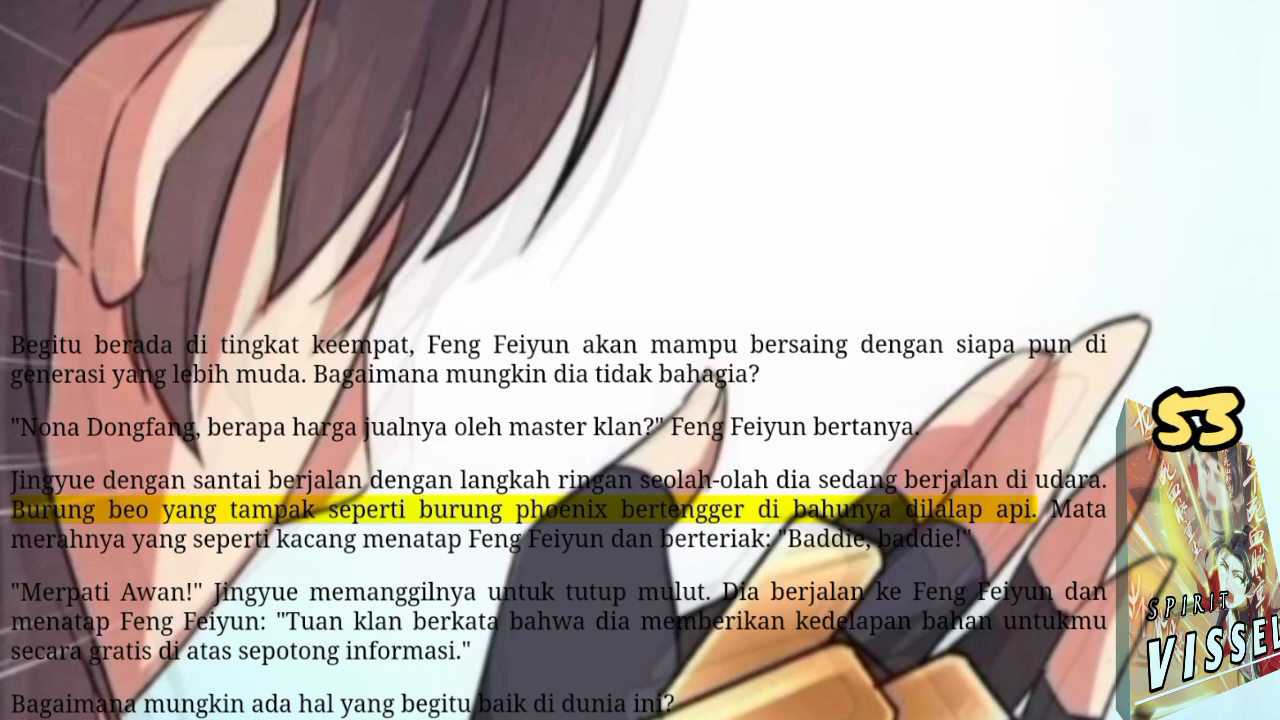 Begitu berada di tingkat keempat, Feng Feiyun akan mampu bersaing dengan siapa pun di
generasi yang lebih muda. Bagaimana mungkin dia tidak bahagia?
"Nona Dongfang, berapa harga jualnya oleh master klan?" Feng Feiyun bertanya.
Jingyue dengan santai berjalan dengan langkah ringan seolah-olah dia sedang berjalan di udara.
Burung beo yang tampak seperti burung phoenix bertengger di bahunya dilalap api. Mata
merahnya yang seperti kacang menatap Feng Feiyun dan berteriak: "Baddie, baddie!"
"Merpati Awan!" Jingyue memanggilnya untuk tutup mulut. Dia berjalan ke Feng Feiyun dan
menatap Feng Feiyun: "Tuan klan berkata bahwa dia memberikan kedelapan bahan untukmu
secara gratis di atas sepotong informasi."
Bagaimana mungkin ada hal yang begitu baik di dunia ini?
53
SPIRIT
VISSEL